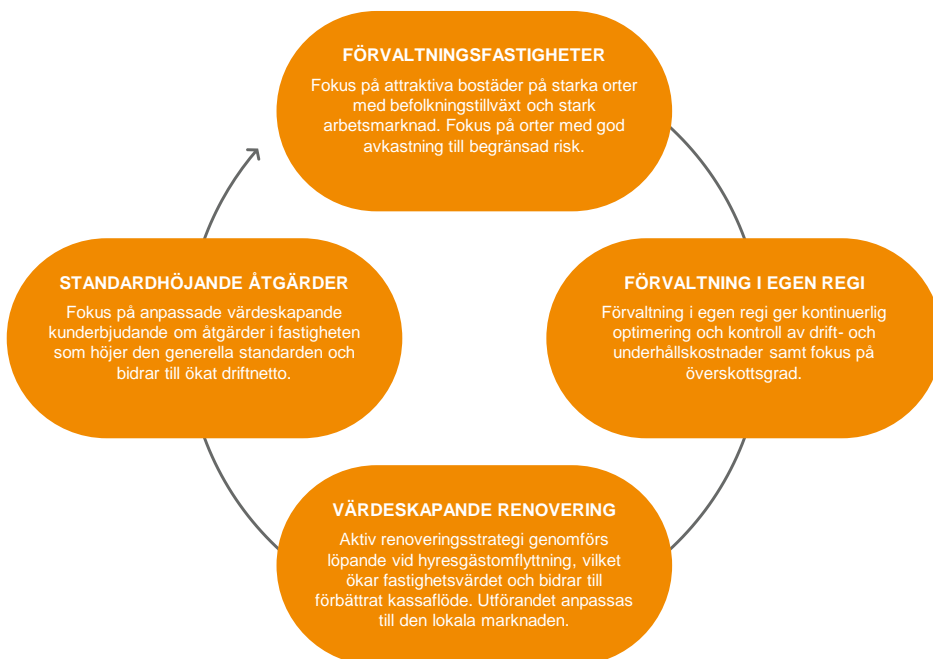 FÖRVALTNINGSFASTIGHETER
Fokus på attraktiva bostäder på starka orter
med befolkningstillväxt och stark
arbetsmarknad. Fokus på orter med god
avkastning till begränsad risk.
STANDARDHÖJANDE ÅTGÄRDER
Fokus på anpassade värdeskapande
kunderbjudande om åtgärder i fastigheten
som höjer den generella standarden och
bidrar till ökat driftnetto.
FÖRVALTNING I EGEN REGI
Förvaltning i egen regi ger kontinuerlig
optimering och kontroll av drift- och
underhållskostnader samt fokus på
överskottsgrad.
VÄRDESKAPANDE RENOVERING
Aktiv renoveringsstrategi genomförs
löpande vid hyresgästomflyttning, vilket
ökar fastighetsvärdet och bidrar till
förbättrat kassaflöde. Utförandet anpassas
till den lokala marknaden.